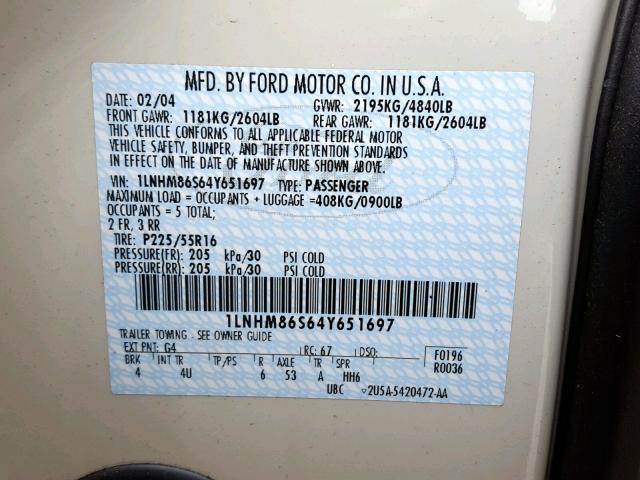 MFD. BY FORD MOTOR CO. IN U.S.A.
DATE: 02/04 GVWR: 2195KG/4840LB
FRONT GAWR: 1181KG/2604LB REAR GAWR: 1181KG/2604LB
THIS VEHICLE CONFORMS TO ALL APPLICABLE FEDERAL MOTOR
VEHICLE SAFETY, BUMPER, AND THEFT PREVENTION STANDARDS
IN EFFECT ON THE DATE OF MANUFACTURE SHOWN ABOVE.
VIN: 1LNHM86S64Y651697 TYPE: PASSENGER
MAXIMUM LOAD = OCCUPANTS + LUGGAGE = 408KG/0900LB
OCCUPANTS = 5 TOTAL;
2 FR, 3 RR
TIRE: P225/55R16
PRESSURE(FR): 205 kPa/30 PSI COLD
PRESSURE(RR): 205 kPa/30 PSI COLD
1LNHM86S64Y651697
TRAILER TOWING - SEE OWNER GUIDE
EXT PNT: G4 RC: 67 DSO: F0196
BRK INT TR TP/PS R AXLE TR SPR R0036
4 4U 6 53 A HH6
UBC 2U5A-5420472-AA